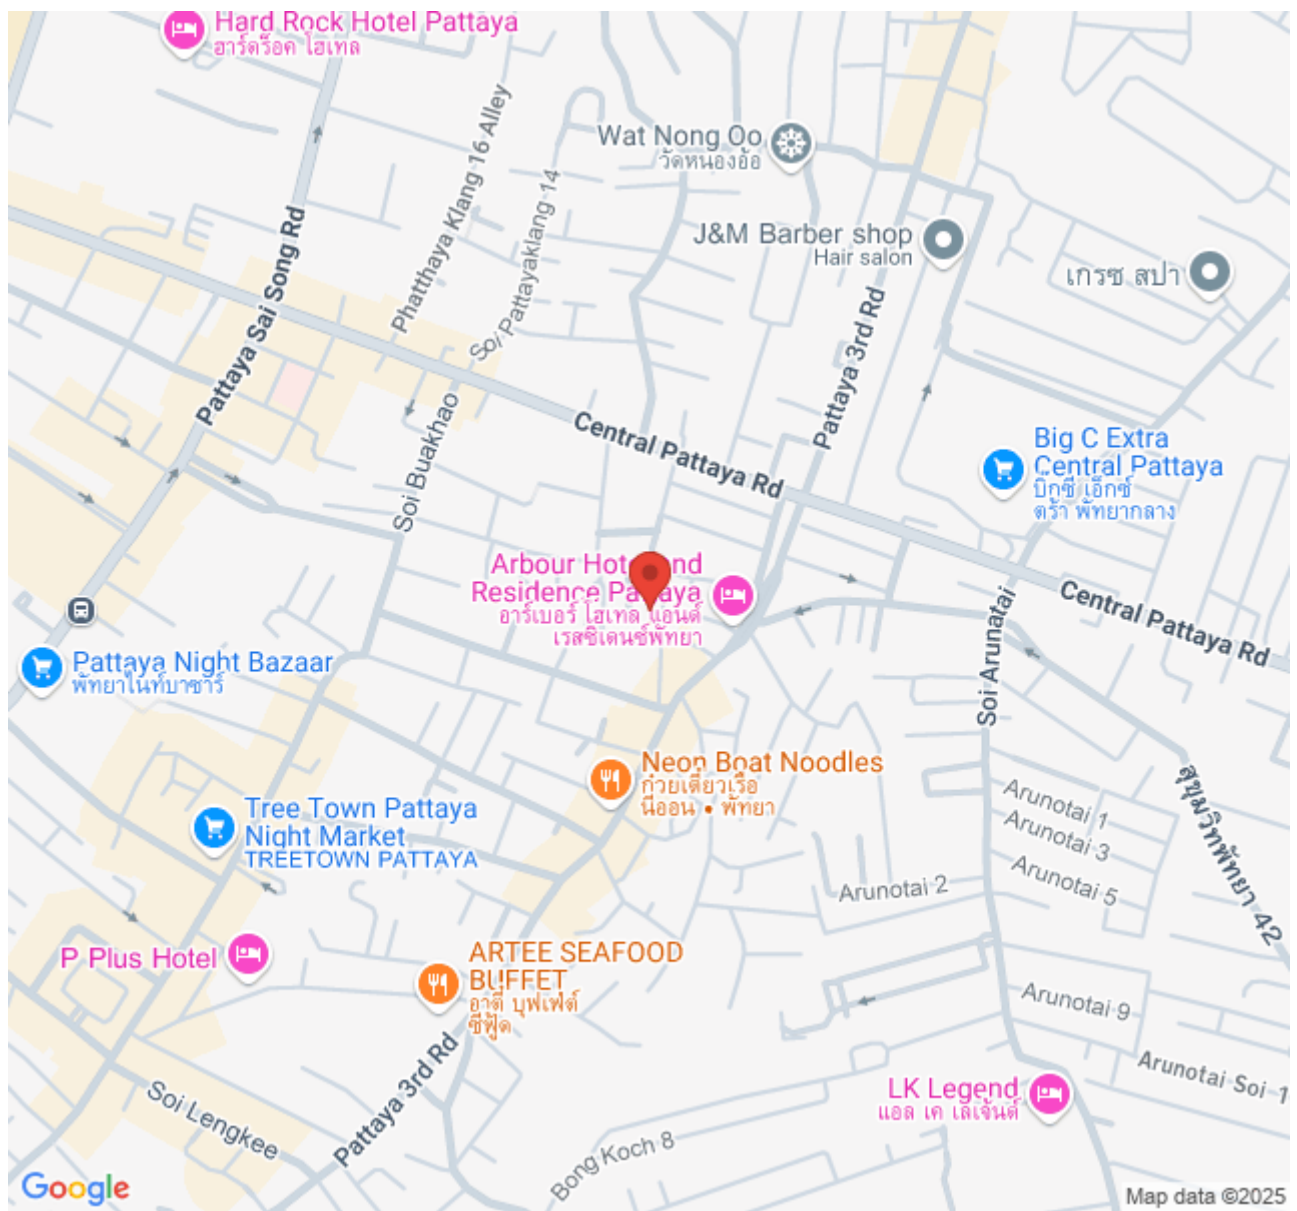 Hard Rock Hotel Pattaya
ฮาร์ดร็อค โฮเทล
Phatthaya Klang 16 Alley
Wat Nong Oo
วัดหนองอ้อ
Soi Pattayaklang 14
J&M Barber shop
Hair salon
เกรซ สปา
Pattaya Sai Song Rd
Pattaya 3rd Rd
Central Pattaya Rd
Soi Buakhao
Big C Extra
Central Pattaya
บิ๊กซี เอ็กซ์
ตร้า พัทยากลาง
Arbour Hotel and
Residence Pattaya
อาร์เบอร์ โฮเทล แอนด์
เรสซิเดนซ์พัทยา
Central Pattaya Rd
Soi Arunatai
Pattaya Night Bazaar
พัทยาไนท์บาซาร์
Neon Boat Noodles
ก๋วยเตี๋ยวเรือ
นีออน • พัทยา
Tree Town Pattaya
Night Market
TREETOWN PATTAYA
Arunotai 1
Arunotai 3
Arunotai 5
สุขุมวิทพัทยา 42
Arunotai 2
P Plus Hotel
ARTEE SEAFOOD
BUFFET
อาตี๋ บุฟเฟ่ต์
ซีฟู้ด
Arunotai 9
Arunotai Soi 1
Pattaya 3rd Rd
Soi Lengkee
LK Legend
แอล เค เลเจ้นด์
Bong Koch 8
Google
Map data ©2025